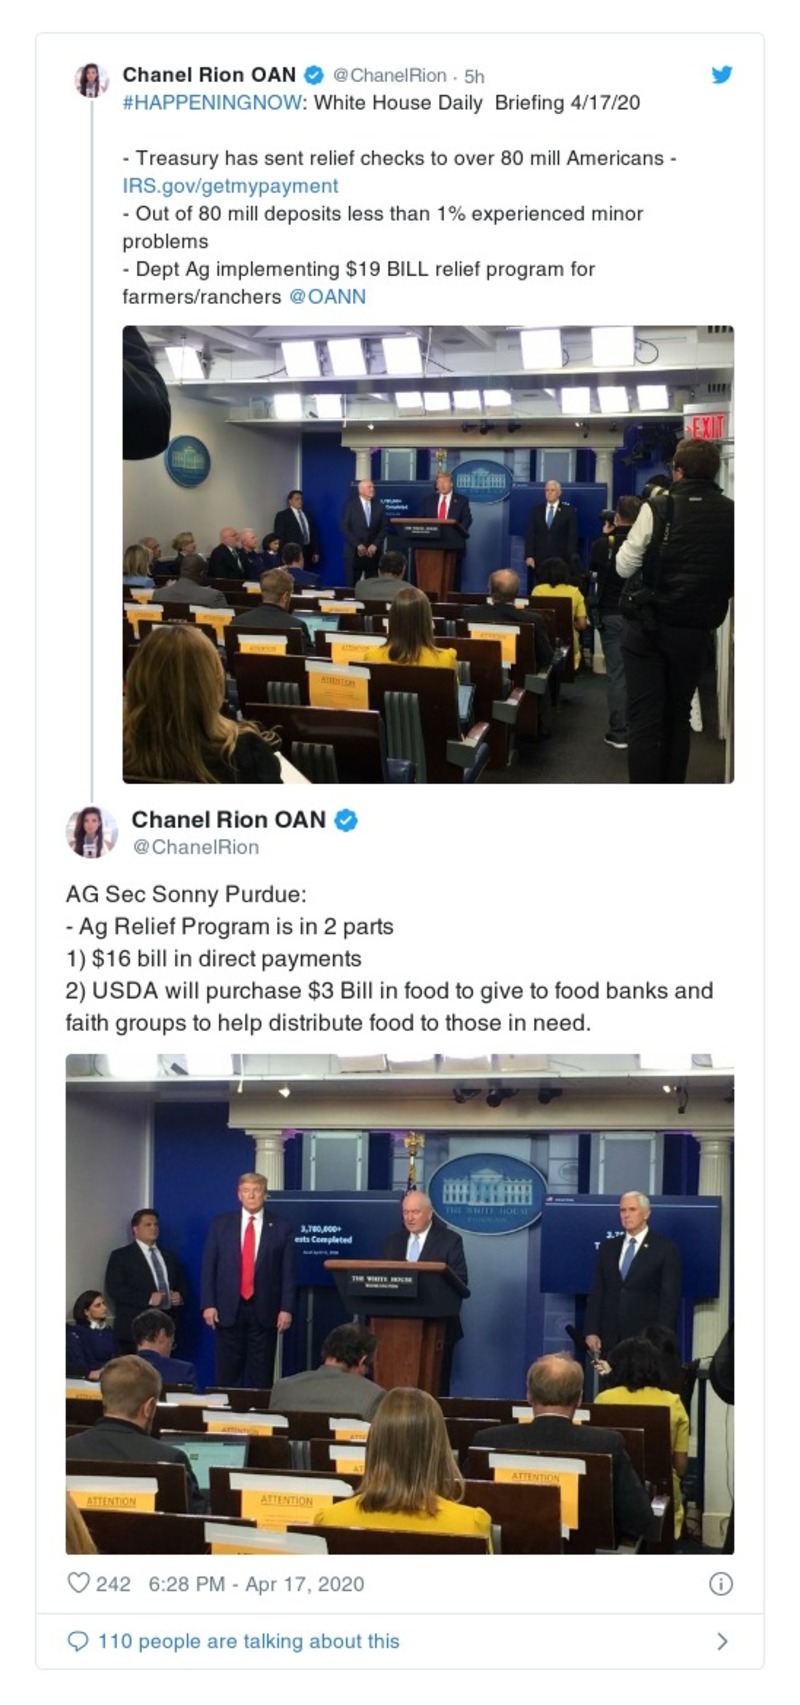 Chanel Rion OAN @ChanelRion · 5h
#HAPPENINGNOW: White House Daily Briefing 4/17/20
- Treasury has sent relief checks to over 80 mill Americans -
IRS.gov/getmypayment
- Out of 80 mill deposits less than 1% experienced minor
problems
- Dept Ag implementing $19 BILL relief program for
farmers/ranchers @OANN
EXIT
Completed
THE WHITE HOUSE
ATTENTION
Chanel Rion OAN
@ChanelRion
AG Sec Sonny Purdue:
- Ag Relief Program is in 2 parts
1) $16 bill in direct payments
2) USDA will purchase $3 Bill in food to give to food banks and
faith groups to help distribute food to those in need.
THE WHITE HOUSE
3,780,000+
ests Completed
3.7
T
THE WHITE HOUSE
WASHINGTON
ATTENTION
ATTENTION
ATTENTION
ATTENTION
242 6:28 PM - Apr 17, 2020
110 people are talking about this